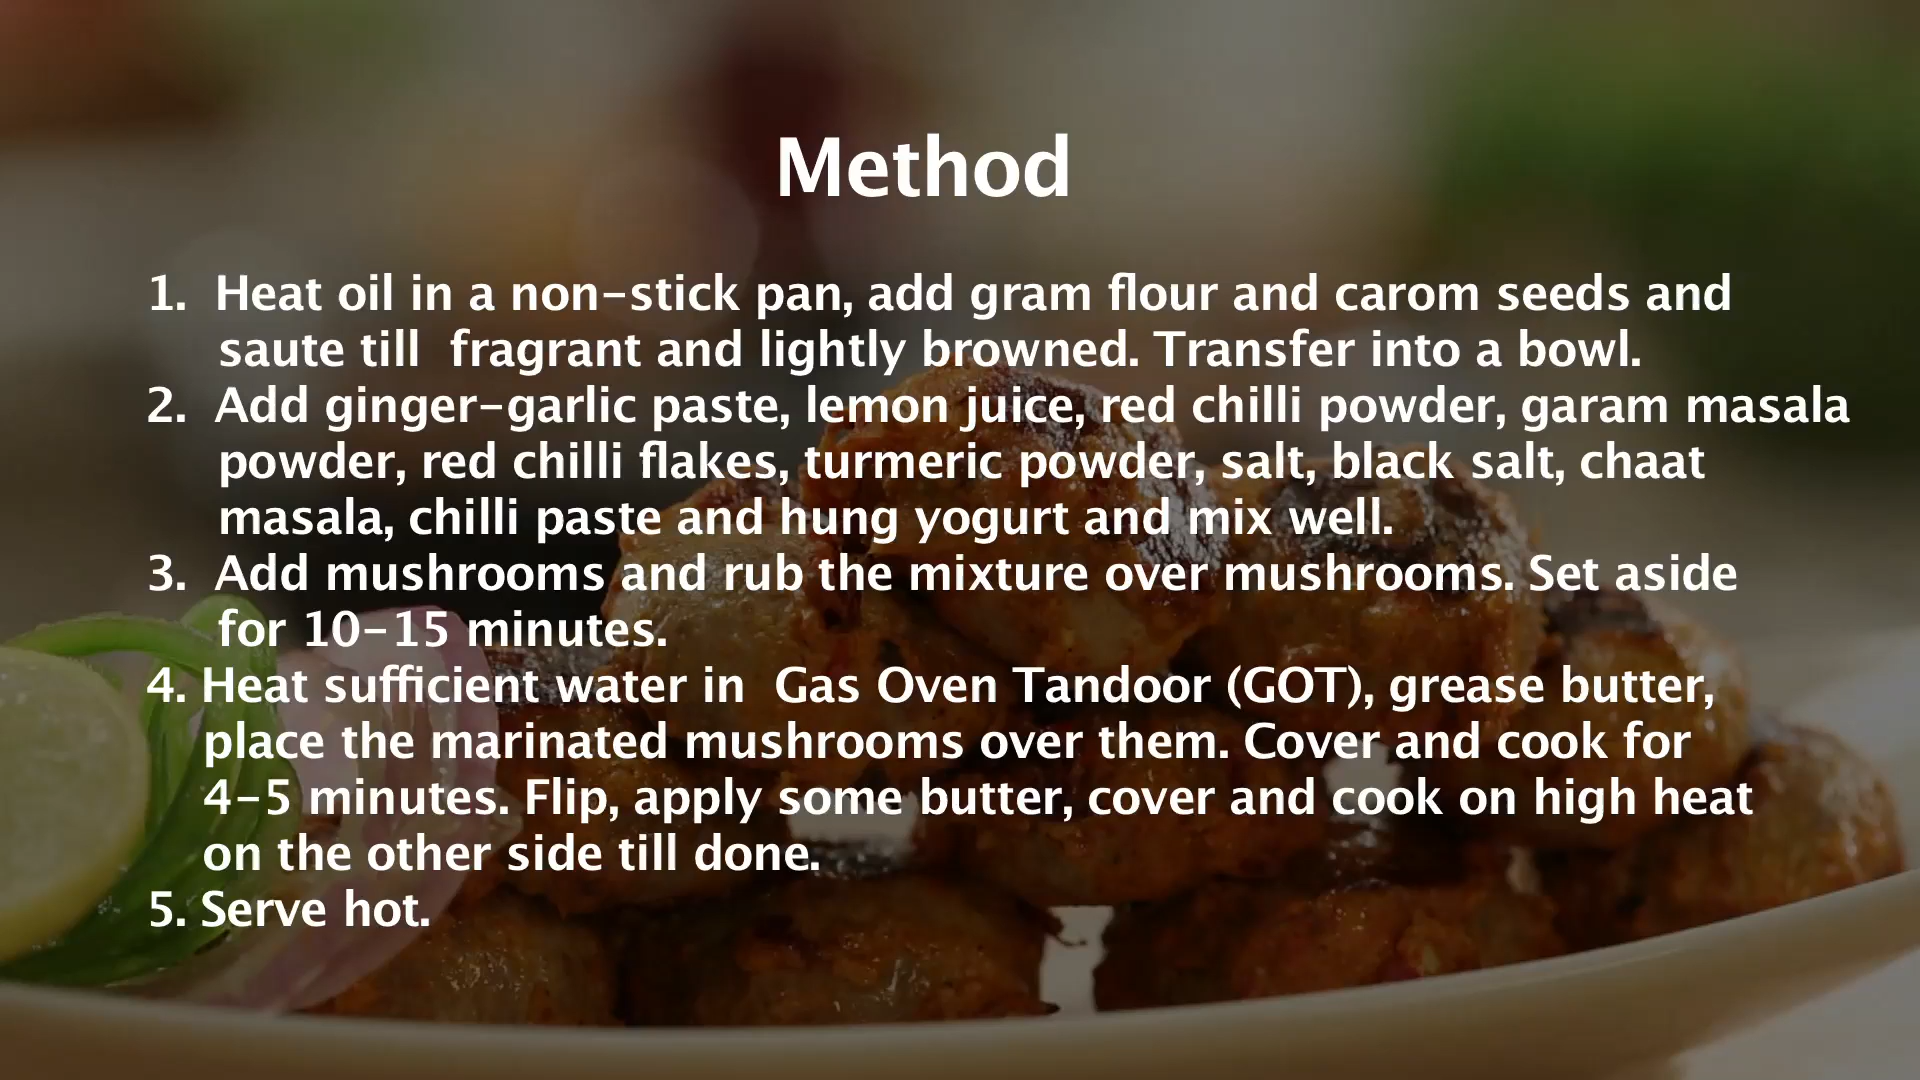 Method
1. Heat oil in a non-stick pan, add gram flour and carom seeds and
saute till fragrant and lightly browned. Transfer into a bowl.
2. Add ginger-garlic paste, lemon juice, red chilli powder, garam masala
powder, red chilli flakes, turmeric powder, salt, black salt, chaat
masala, chilli paste and hung yogurt and mix well.
3. Add mushrooms and rub the mixture over mushrooms. Set aside
for 10-15 minutes.
4. Heat sufficient water in Gas Oven Tandoor (GOT), grease butter,
place the marinated mushrooms over them. Cover and cook for
4-5 minutes. Flip, apply some butter, cover and cook on high heat
on the other side till done.
5. Serve hot.